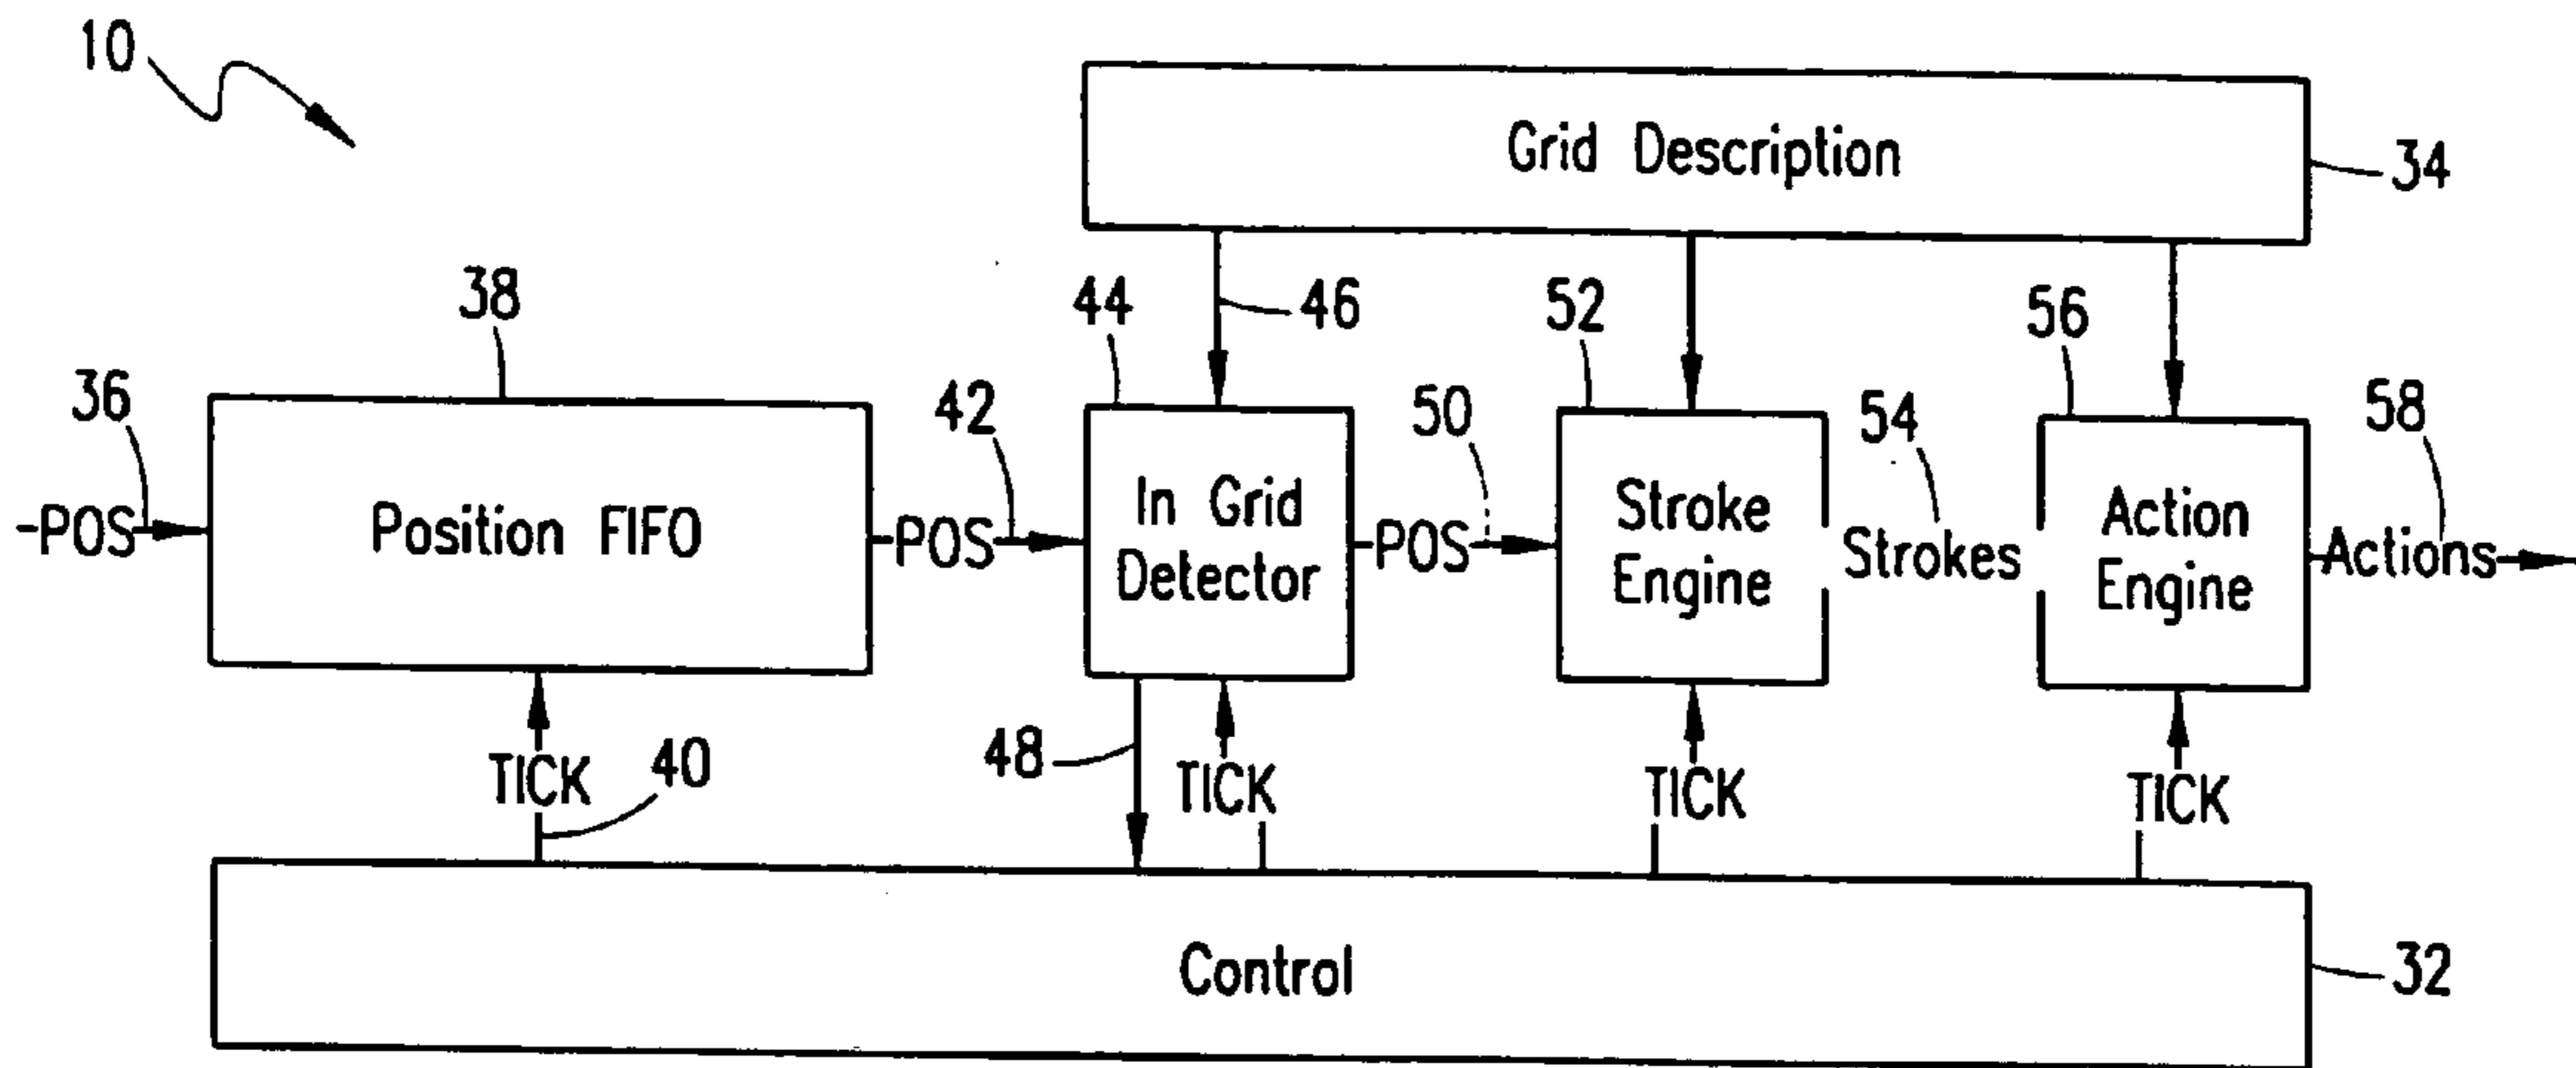 10
Grid Description
34
38
44
46
52
56
36
42
50
54
58
-POS
Position FIFO
-POS
In Grid
Detector
-POS
Stroke
Engine
Strokes
Action
Engine
Actions
TICK
40
48
TICK
TICK
TICK
Control
32